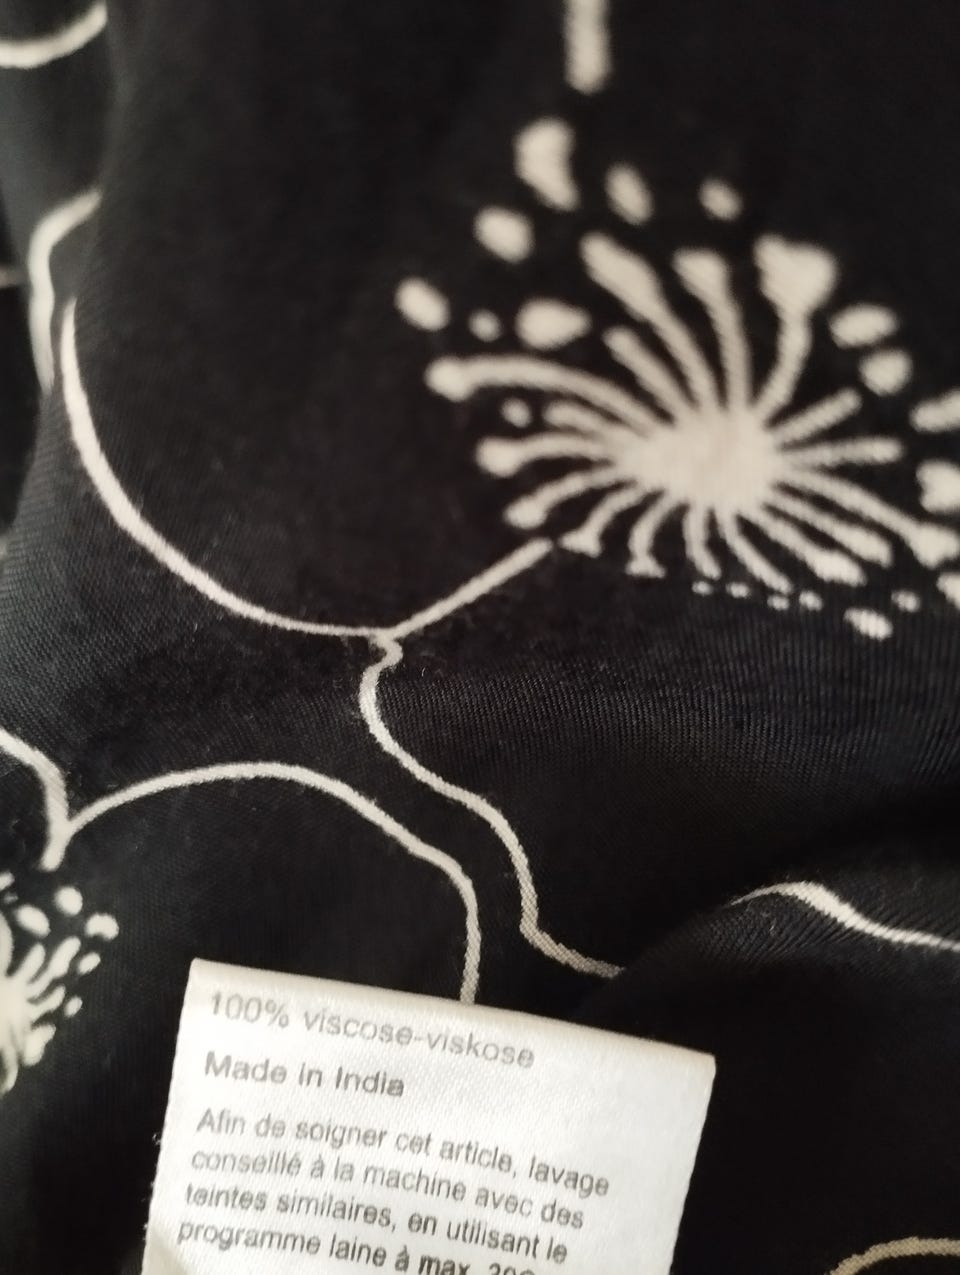 100% viscose-viskose
Made in India
Afin de soigner cet article, lavage
conseillé à la machine avec des
teintes similaires, en utilisant le
programme laine à max.